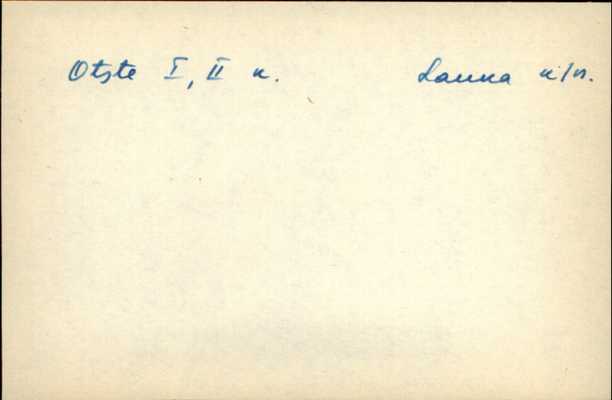 Otste I, II k. Launa k/n.